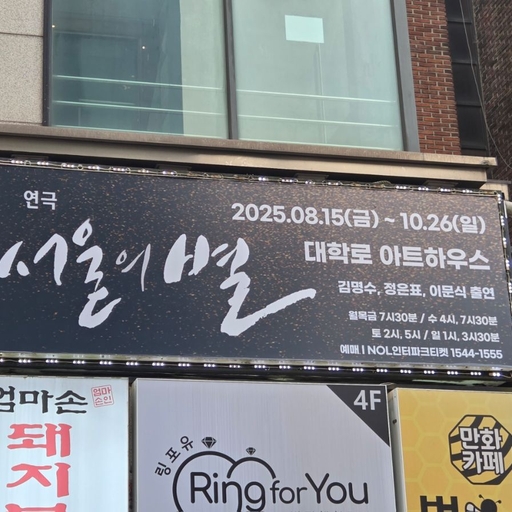 연극
서울의 별
2025.08.15(금) ~ 10.26(일)
대학로 아트하우스
김명수, 정은표, 이문식 출연
월목금 7시30분 / 수 4시, 7시30분
토 2시, 5시 / 일 1시, 3시30분
예매 | NOL인터파크티켓 1544-1555
엄마손
엄마손인
돼지
4F
링포유
Ring for You
만화
카페